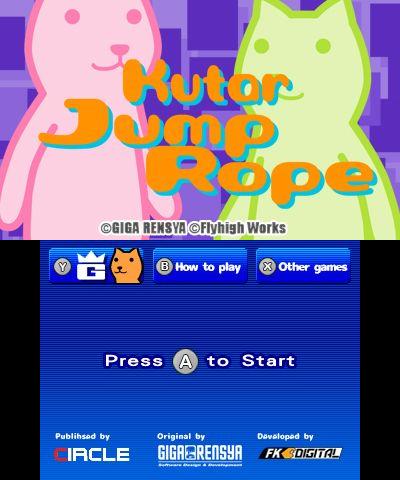 Kutar
Jump
Rope
©GIGA RENSYA ©Flyhigh Works
Y G
B How to play
X Other games
Press A to Start
Publihsed by
CIRCLE
Original by
GIGA RENSYA
Software Design & Development
Developed by
FK DIGITAL